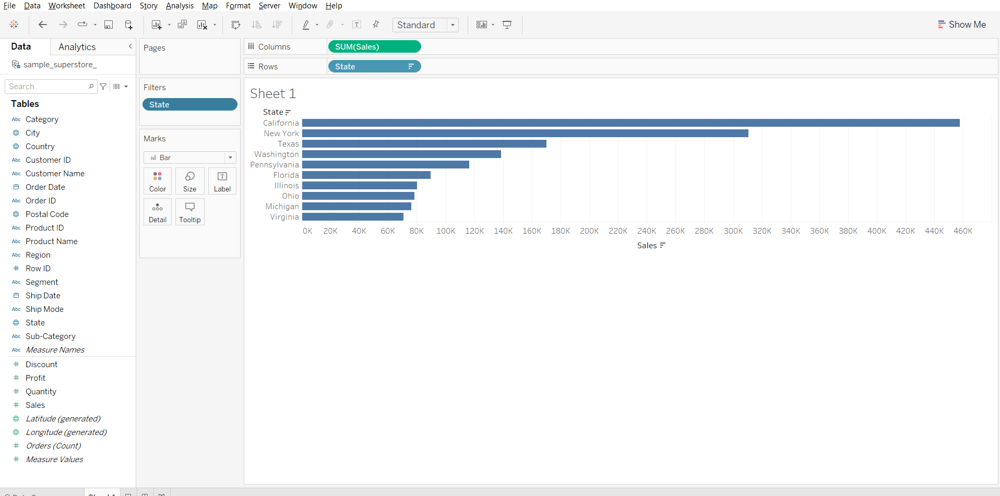 File Data Worksheet Dashboard Story Analysis Map Format Server Window Help
Standard
Show Me
Data Analytics
sample_superstore_
Search
Tables
Abc Category
City
Country
Abc Customer ID
Abc Customer Name
Order Date
Abc Order ID
Postal Code
Abc Product ID
Abc Product Name
Abc Region
Row ID
Abc Segment
Ship Date
Abc Ship Mode
State
Abc Sub-Category
Abc Measure Names
Discount
Profit
Quantity
Sales
Latitude (generated)
Longitude (generated)
Orders (Count)
Measure Values
Pages
Filters
State
Marks
Bar
Color Size Label
Detail Tooltip
Columns SUM(Sales)
Rows State
Sheet 1
State
California
New York
Texas
Washington
Pennsylvania
Florida
Illinois
Ohio
Michigan
Virginia
0K 20K 40K 60K 80K 100K 120K 140K 160K 180K 200K 220K 240K 260K 280K 300K 320K 340K 360K 380K 400K 420K 440K 460K
Sales
Sheet 1